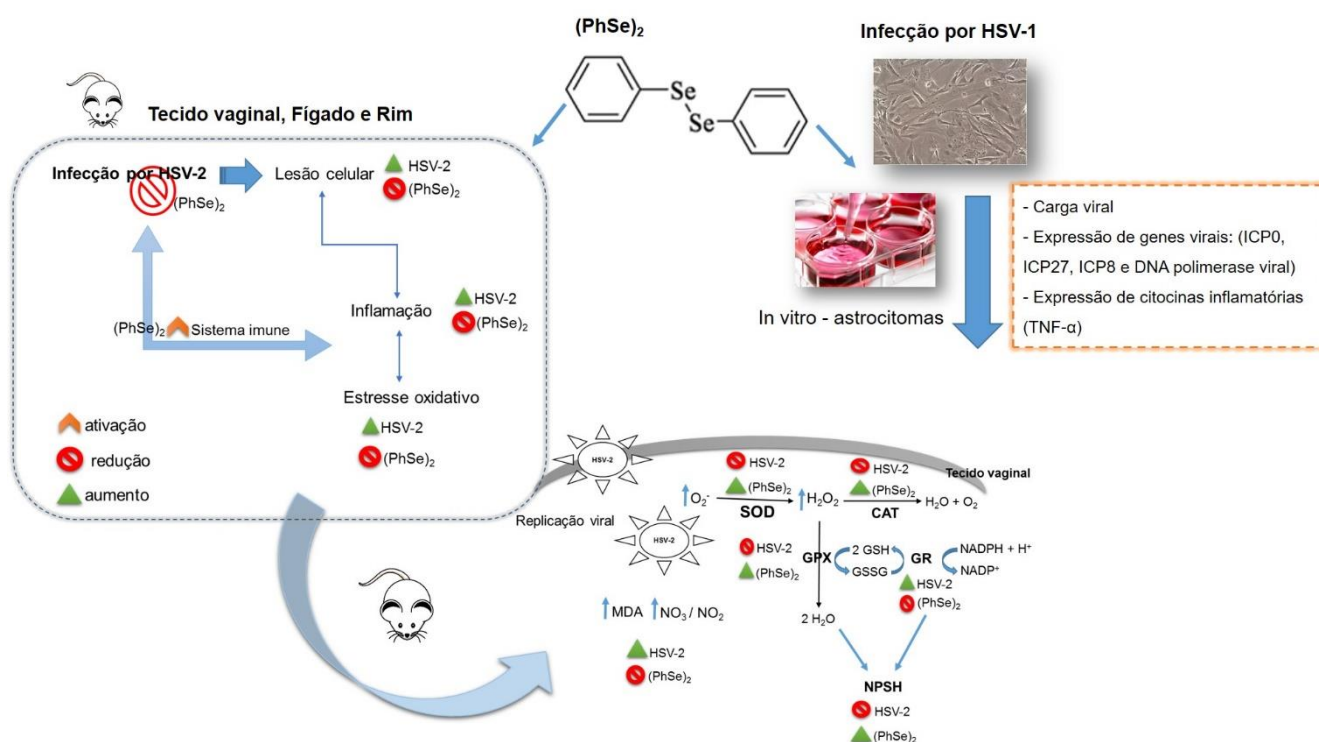 (PhSe)₂
Se
Se
Infecção por HSV-1
Tecido vaginal, Fígado e Rim
Infecção por HSV-2
(PhSe)₂
Lesão celular
HSV-2
(PhSe)₂
Inflamação
HSV-2
(PhSe)₂
(PhSe)₂
Sistema imune
Estresse oxidativo
HSV-2
(PhSe)₂
ativação
redução
aumento
In vitro - astrocitomas
- Carga viral
- Expressão de genes virais: (ICP0,
ICP27, ICP8 e DNA polimerase viral)
- Expressão de citocinas inflamatórias
(TNF-α)
HSV-2
Replicação viral
HSV-2
Tecido vaginal
HSV-2
(PhSe)₂
HSV-2
(PhSe)₂
O₂⁻
SOD
H₂O₂
CAT
H₂O + O₂
HSV-2
(PhSe)₂
GPX
2 GSH
GSSG
GR
NADPH + H⁺
NADP⁺
HSV-2
(PhSe)₂
MDA
NO₃ / NO₂
HSV-2
(PhSe)₂
2 H₂O
NPSH
HSV-2
(PhSe)₂